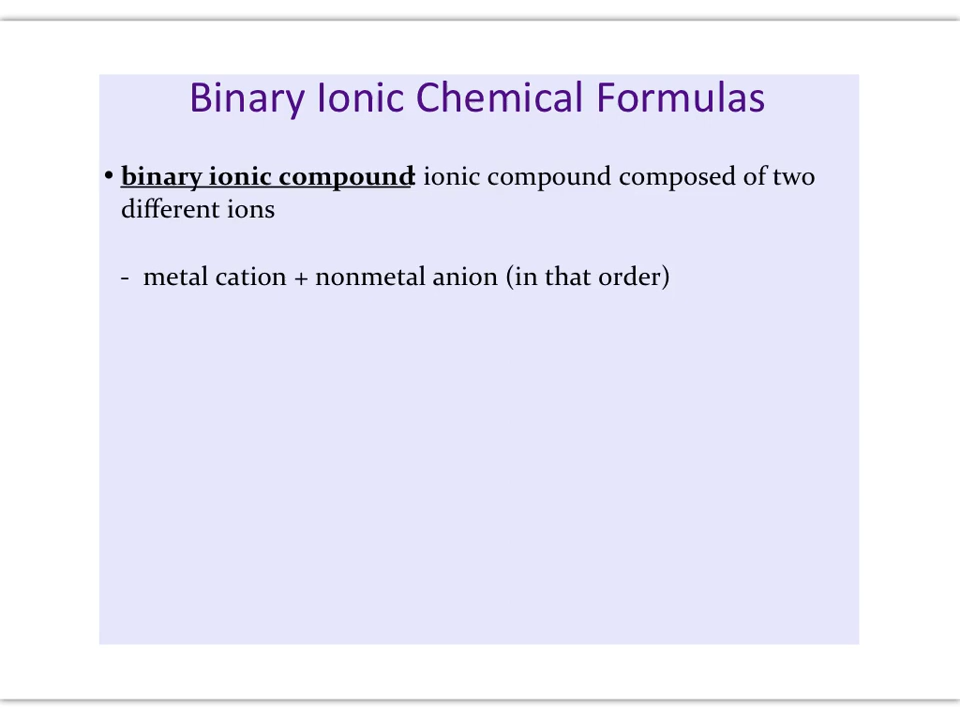 Binary Ionic Chemical Formulas
• binary ionic compound: ionic compound composed of two
different ions
- metal cation + nonmetal anion (in that order)